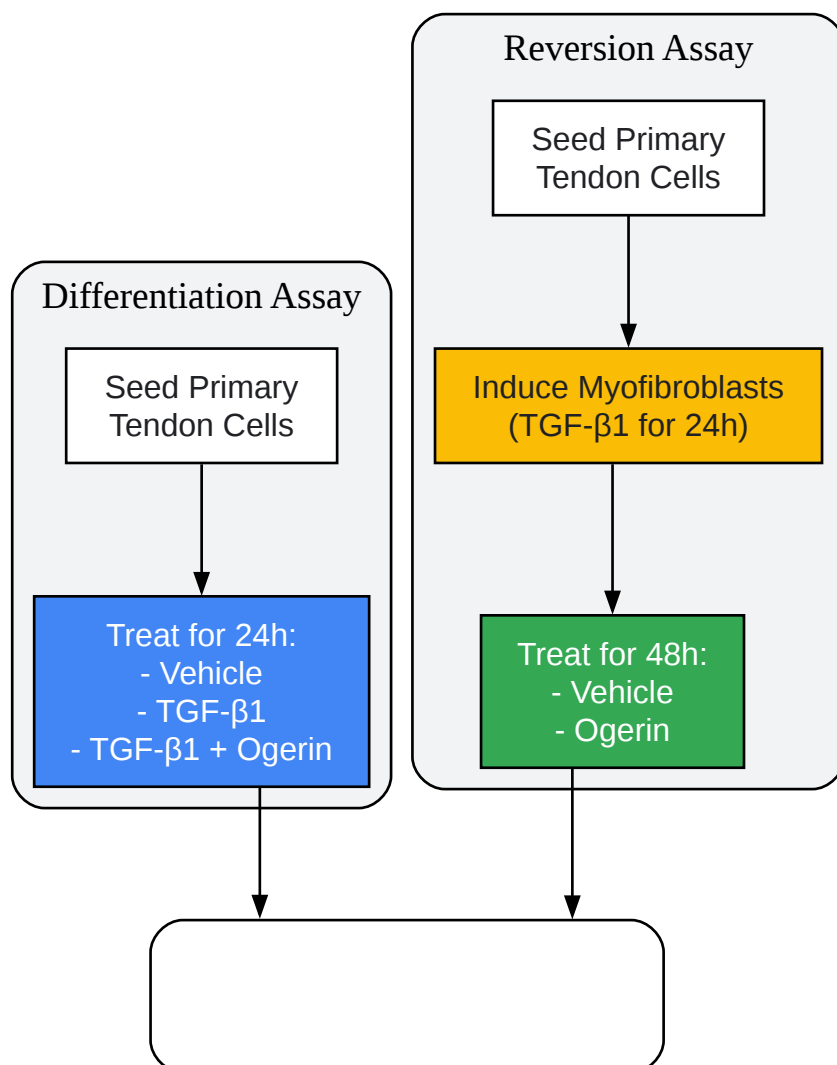 Differentiation Assay
Seed Primary
Tendon Cells
Treat for 24h:
- Vehicle
- TGF-β1
- TGF-β1 + Ogerin
Reversion Assay
Seed Primary
Tendon Cells
Induce Myofibroblasts
(TGF-β1 for 24h)
Treat for 48h:
- Vehicle
- Ogerin